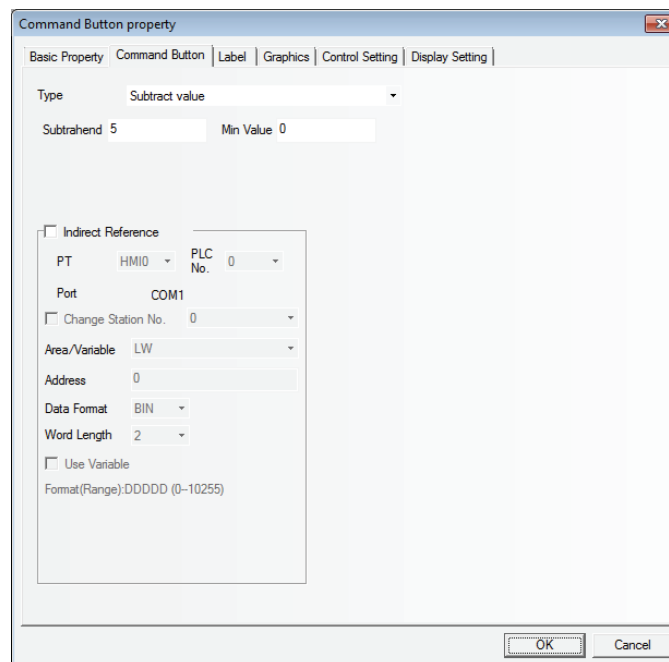 Command Button property
Basic Property Command Button Label Graphics Control Setting Display Setting
Type Subtract value
Subtrahend 5 Min Value 0
Indirect Reference
PT HMI0 PLC No. 0
Port COM1
Change Station No. 0
Area/Variable LW
Address 0
Data Format BIN
Word Length 2
Use Variable
Format(Range):DDDDD (0--10255)
OK Cancel